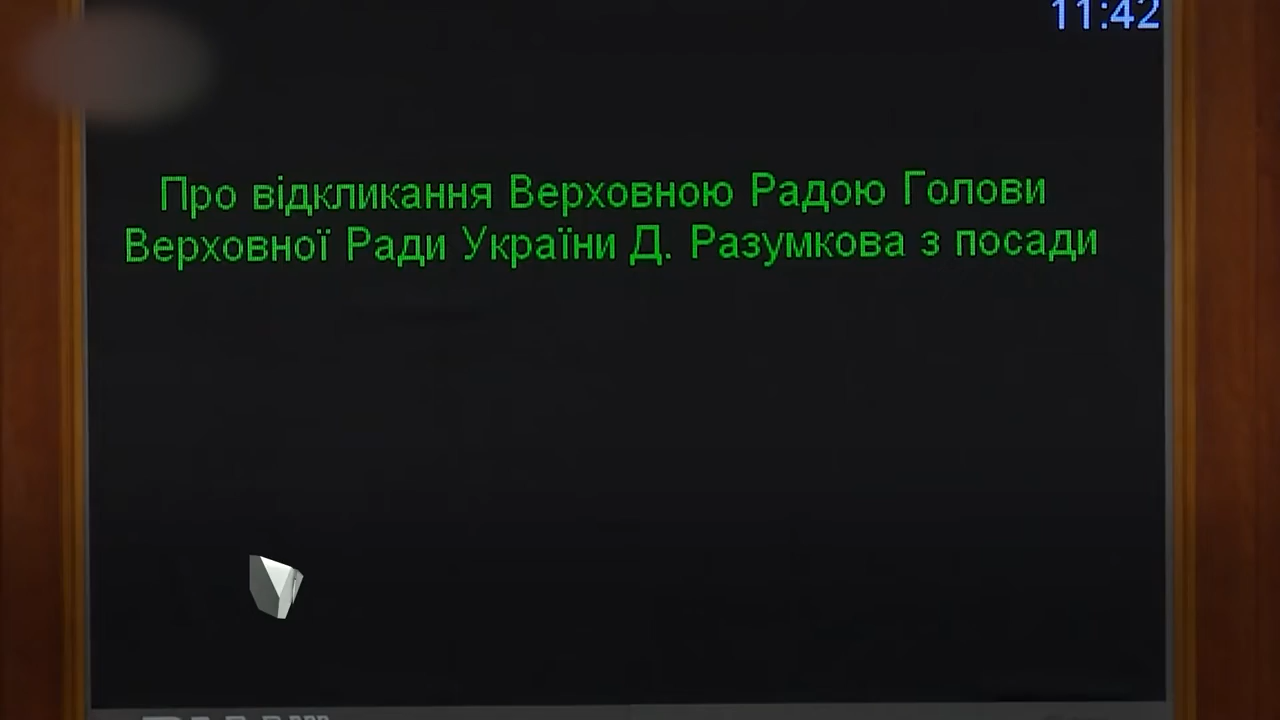 11:42
Про відкликання Верховною Радою Голови
Верховної Ради України Д. Разумкова з посади